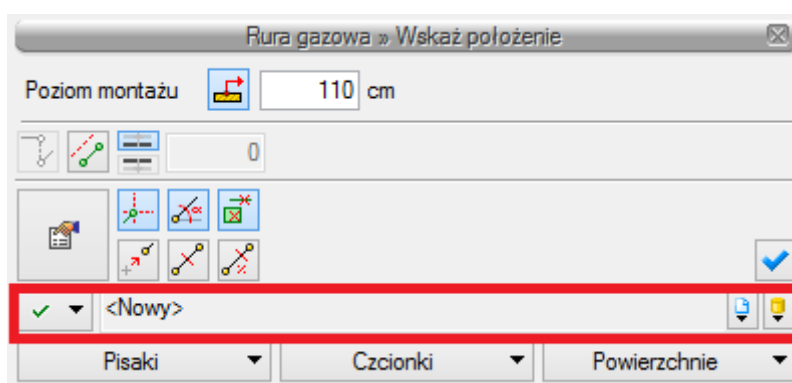 Rura gazowa » Wskaż położenie
Poziom montażu 110 cm
0
<Nowy>
Pisaki Czcionki Powierzchnie